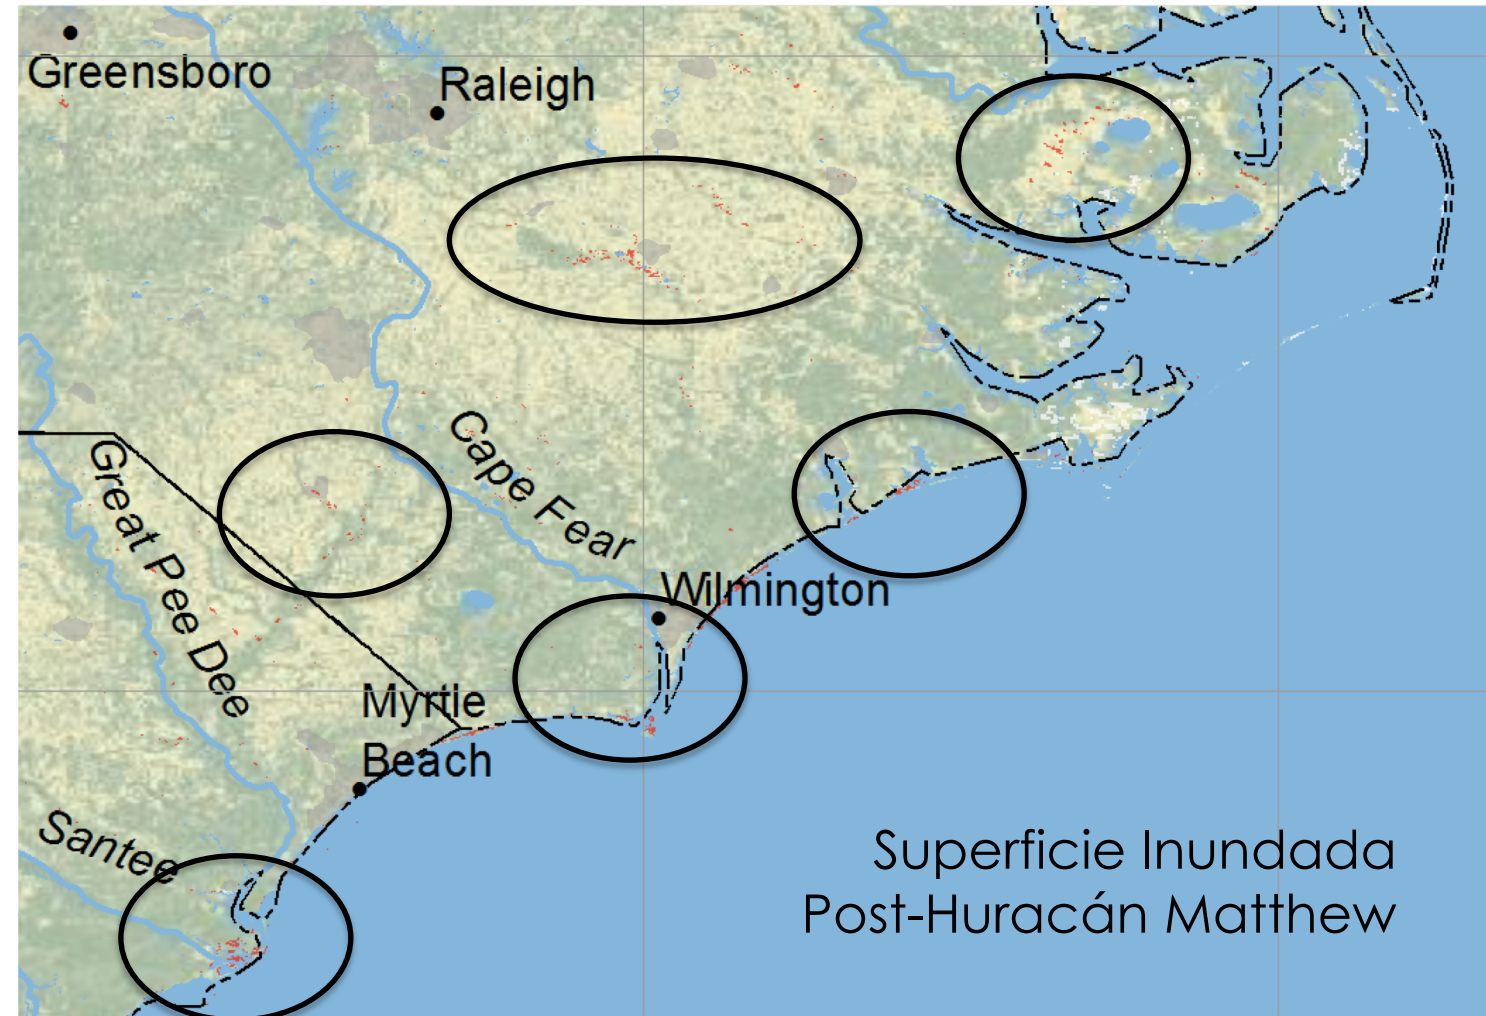 Greensboro
Raleigh
Cape Fear
Great Pee Dee
Wilmington
Myrtle
Beach
Santee
Superficie Inundada
Post-Huracán Matthew